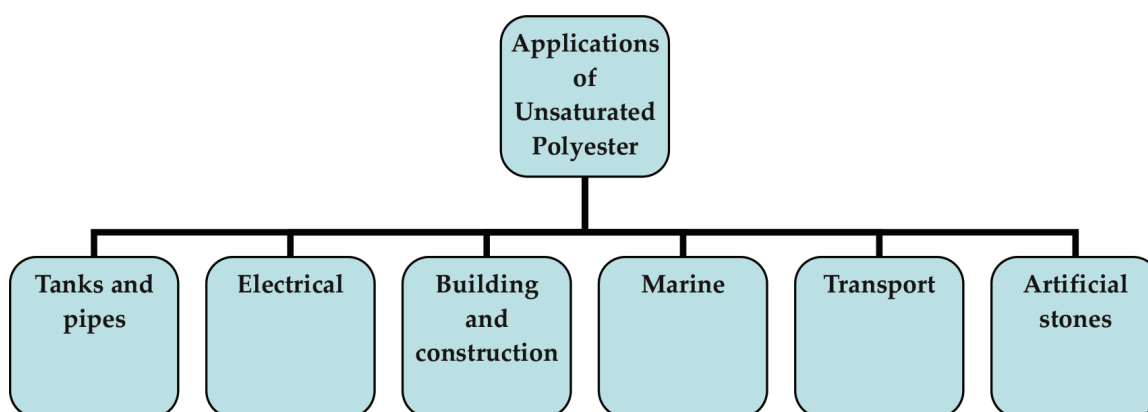 Applications
of
Unsaturated
Polyester
Tanks and
pipes
Electrical
Building
and
construction
Marine
Transport
Artificial
stones